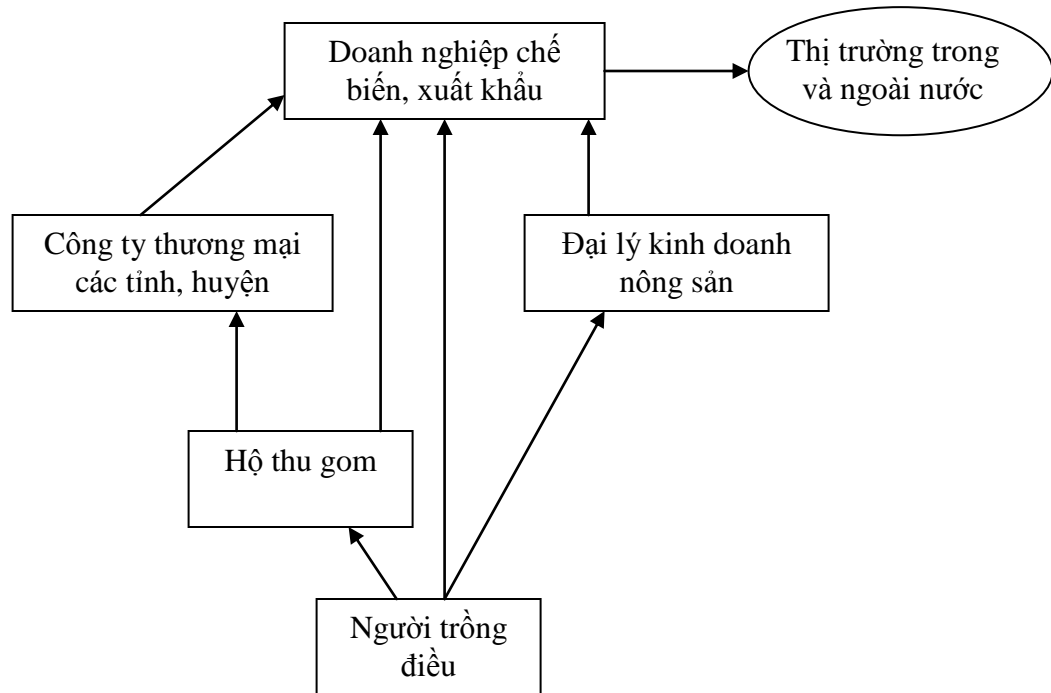 Doanh nghiệp chế
biến, xuất khẩu
Thị trường trong
và ngoài nước
Công ty thương mại
các tỉnh, huyện
Đại lý kinh doanh
nông sản
Hộ thu gom
Người trồng
điều